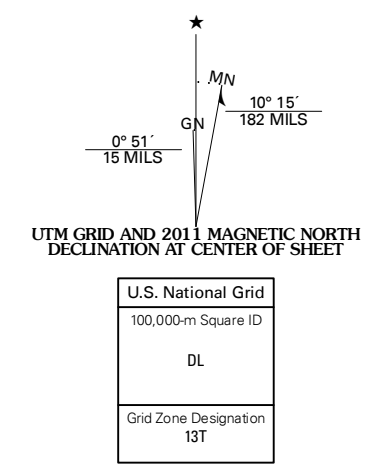 ★
MN
10° 15´
182 MILS
GN
0° 51´
15 MILS
UTM GRID AND 2011 MAGNETIC NORTH
DECLINATION AT CENTER OF SHEET
U.S. National Grid
100,000-m Square ID
DL
Grid Zone Designation
13T